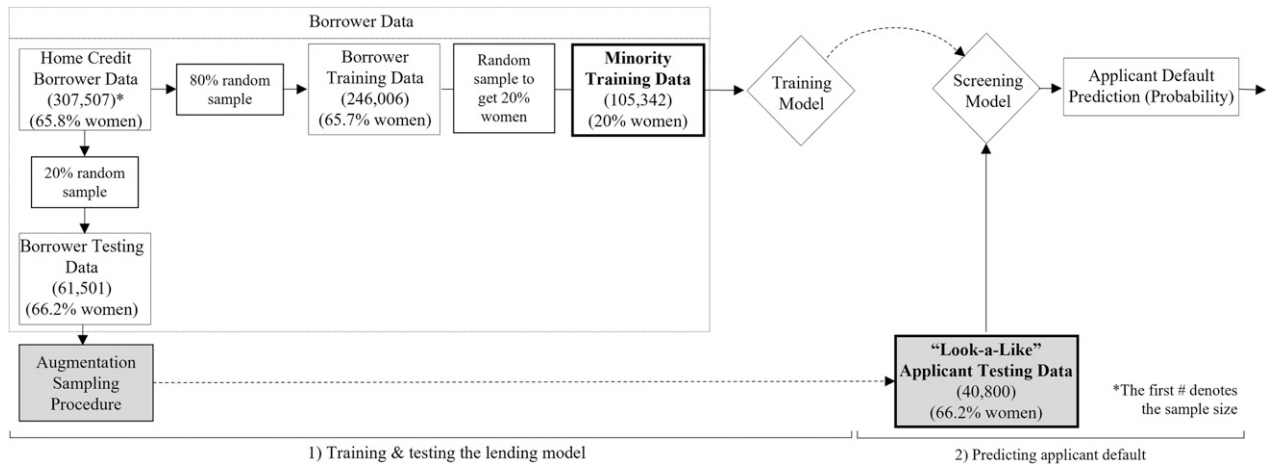 Borrower Data
Home Credit
Borrower Data
(307,507)*
(65.8% women)
80% random
sample
Borrower
Training Data
(246,006)
(65.7% women)
Random
sample to
get 20%
women
Minority
Training Data
(105,342)
(20% women)
Training
Model
Screening
Model
Applicant Default
Prediction (Probability)
20% random
sample
Borrower Testing
Data
(61,501)
(66.2% women)
Augmentation
Sampling
Procedure
“Look-a-Like”
Applicant Testing Data
(40,800)
(66.2% women)
*The first # denotes
the sample size
1) Training & testing the lending model
2) Predicting applicant default